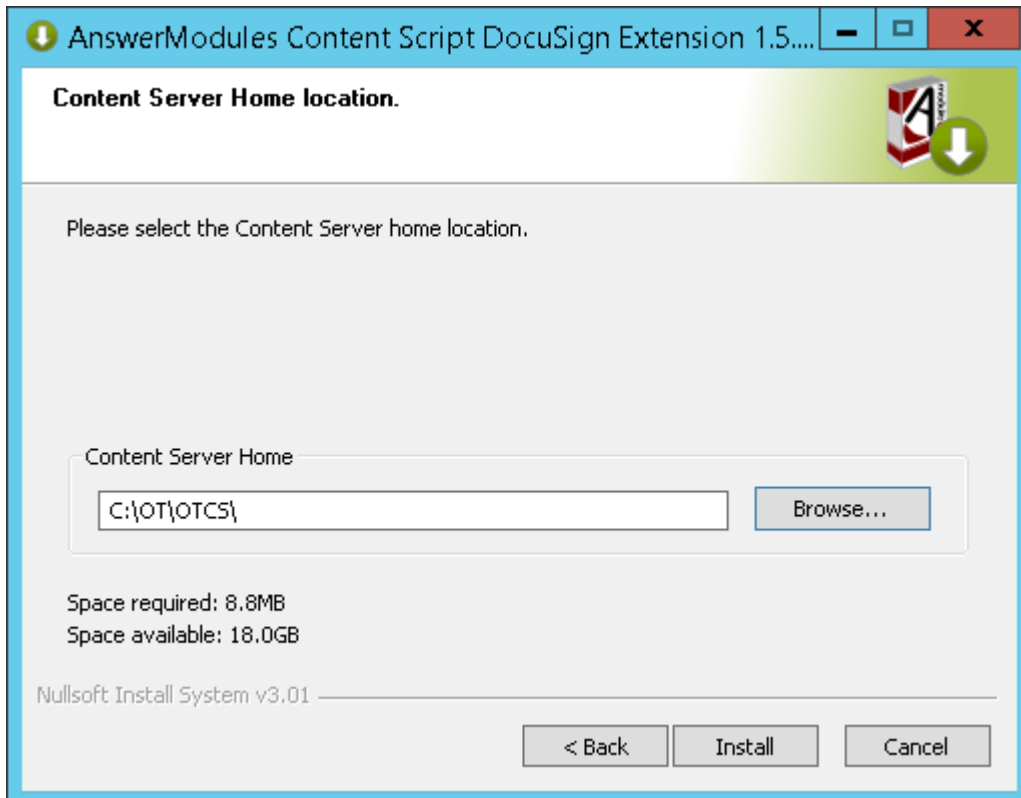 AnswerModules Content Script DocuSign Extension 1.5....
Content Server Home location.
Please select the Content Server home location.
Content Server Home
C:\OT\OTCS\
Browse...
Space required: 8.8MB
Space available: 18.0GB
Nullsoft Install System v3.01
< Back
Install
Cancel